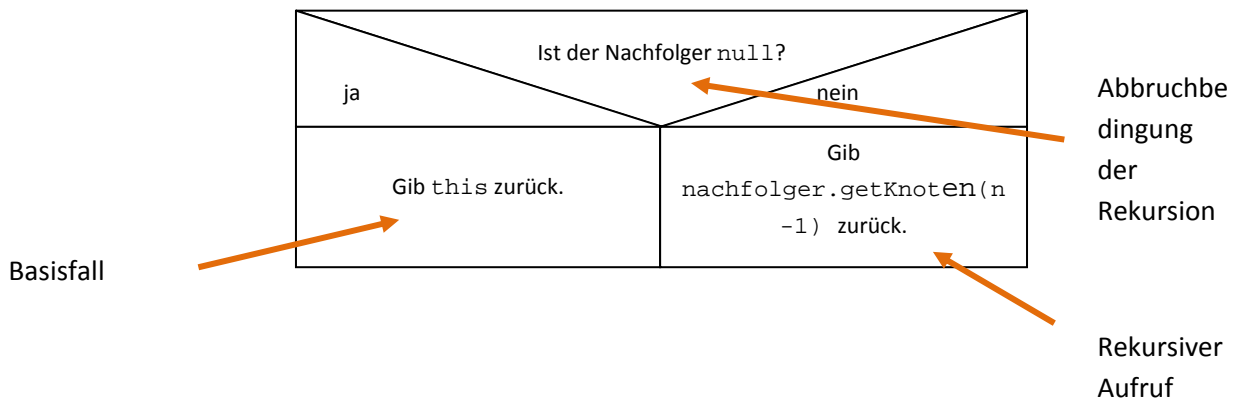 Ist der Nachfolger null?
ja
nein
Gib this zurück.
Gib
nachfolger.getKnoten(n
-1) zurück.
Abbruchbe
dingung
der
Rekursion
Basisfall
Rekursiver
Aufruf